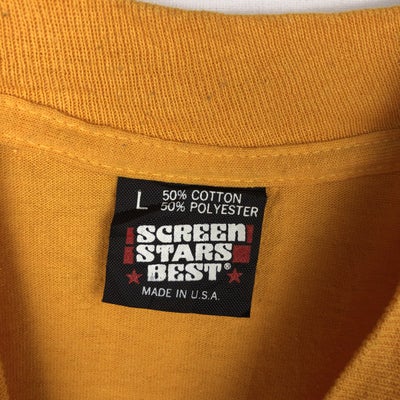 L 50% COTTON
50% POLYESTER
SCREEN
STARS
BEST®
MADE IN U.S.A.